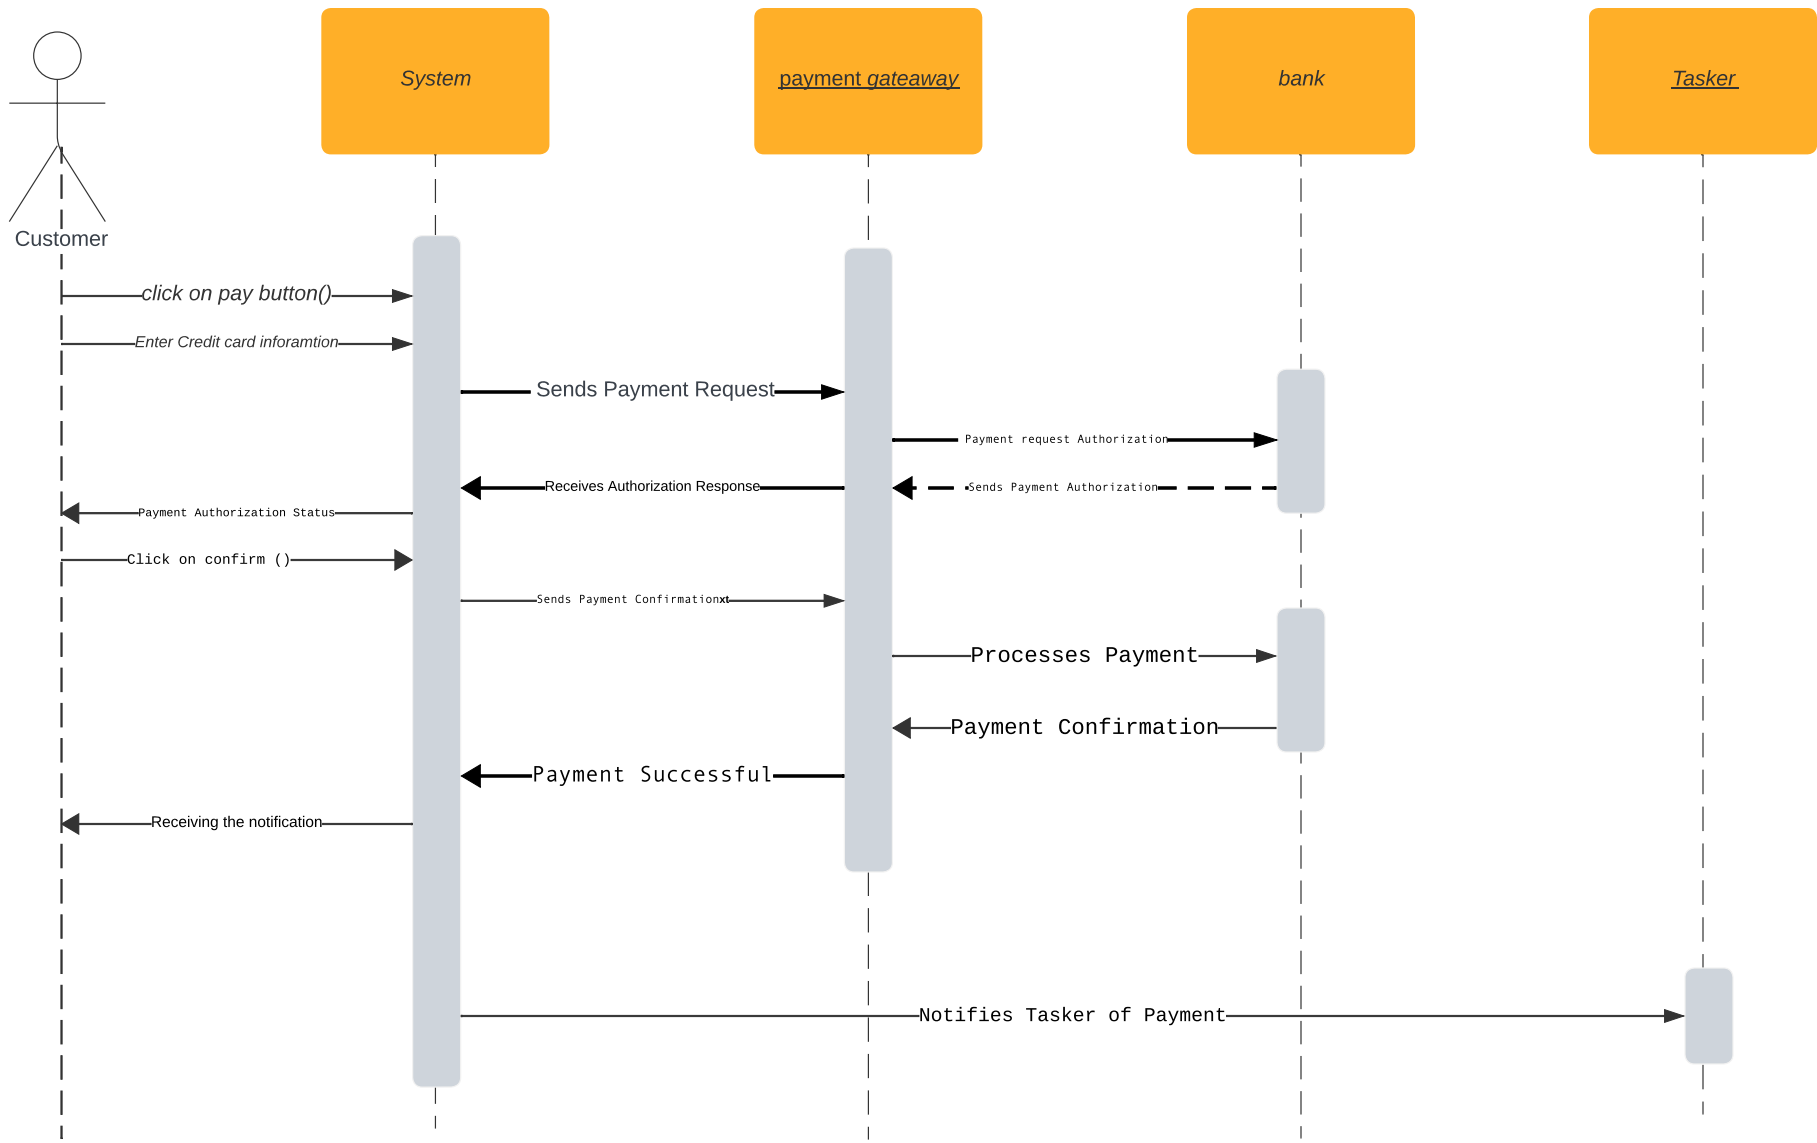 System
payment gateaway
bank
Tasker
Customer
click on pay button()
Enter Credit card inforamtion
Sends Payment Request
Payment request Authorization
Receives Authorization Response
Sends Payment Authorization
Payment Authorization Status
Click on confirm ()
Sends Payment Confirmationxt
Processes Payment
Payment Confirmation
Payment Successful
Receiving the notification
Notifies Tasker of Payment